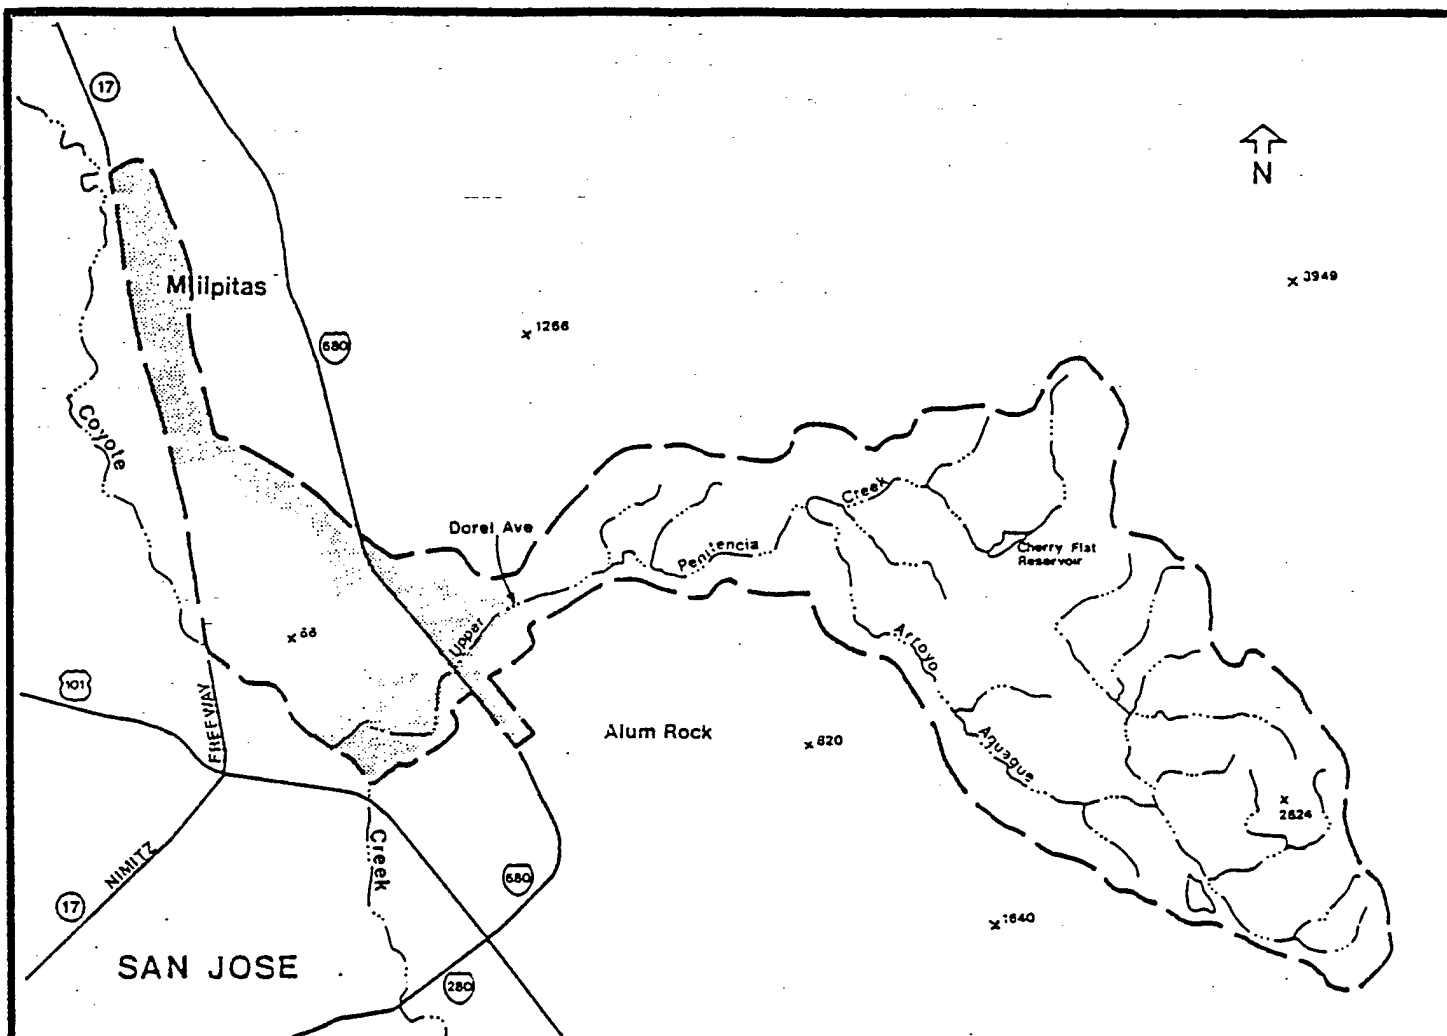 17
N
Milpitas
3949
1266
680
Coyote
Dorel Ave
Creek
Penitencia
Cherry Flat
Reservoir
Upper
66
Arroyo
101
FREEWAY
Alum Rock
820
Aguague
2624
NIMITZ
Creek
680
17
1640
SAN JOSE
280